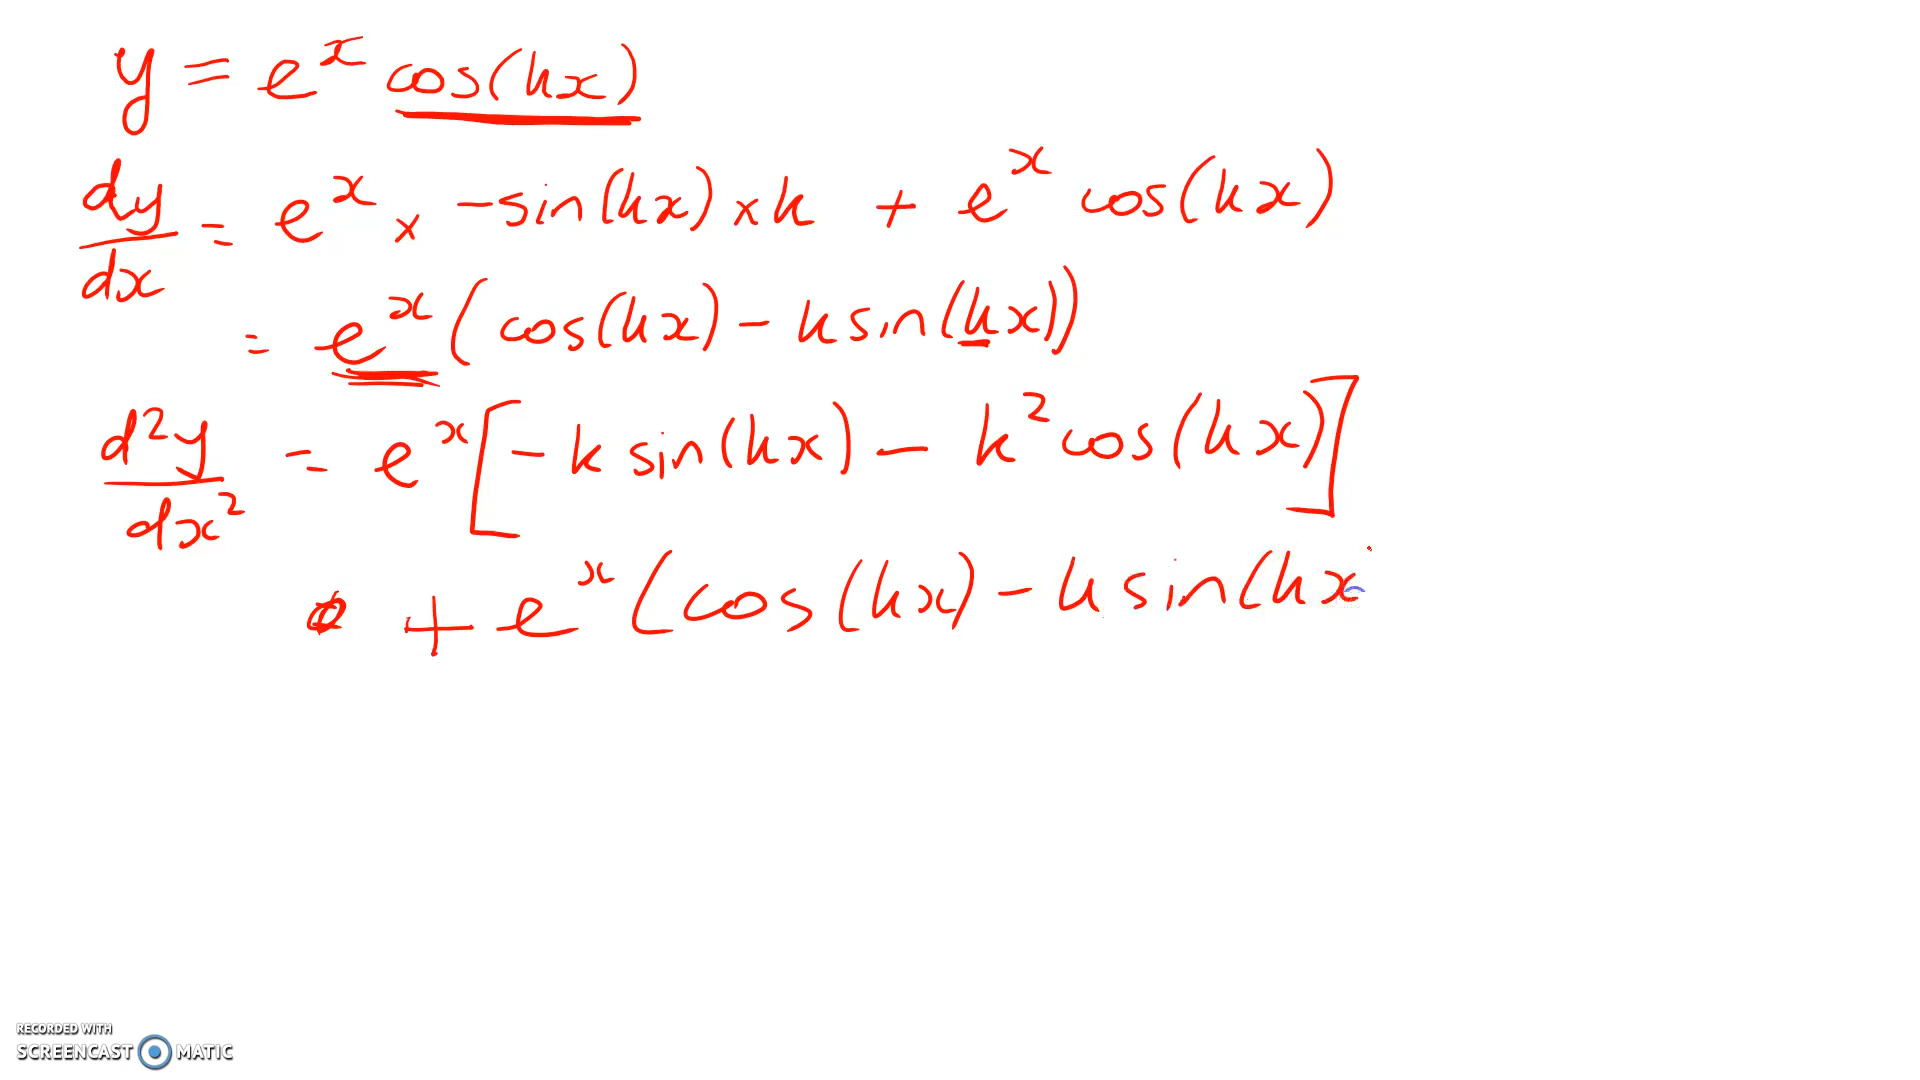 y = e^x cos(kx)
dy/dx = e^x × -sin(kx) × k + e^x cos(kx)
= e^x (cos(kx) - k sin(kx))
d²y/dx² = e^x [ - k sin(kx) - k² cos(kx) ]
+ e^x (cos(kx) - k sin(kx
RECORDED WITH
SCREENCAST MATIC